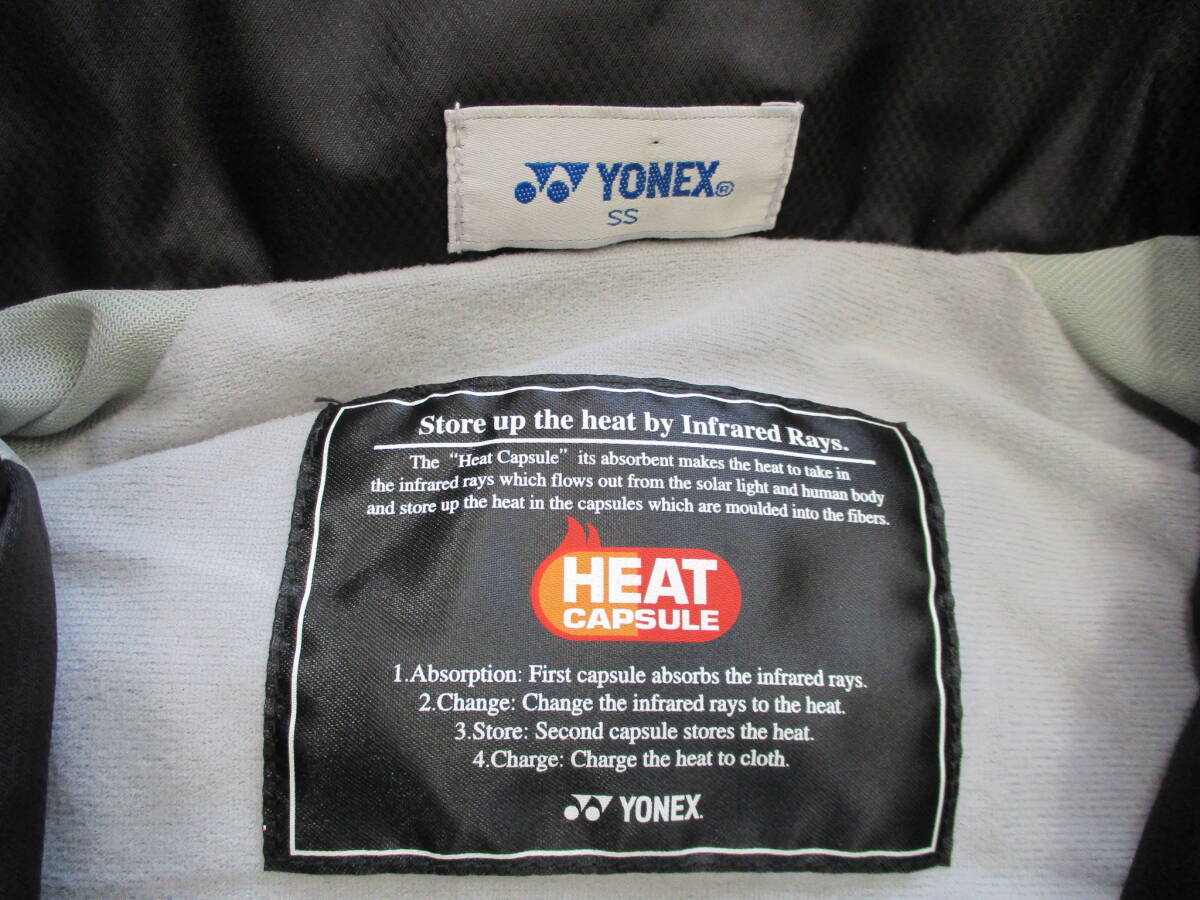 YONEX®
SS
Store up the heat by Infrared Rays.
The “Heat Capsule” its absorbent makes the heat to take in
the infrared rays which flows out from the solar light and human body
and store up the heat in the capsules which are moulded into the fibers.
HEAT
CAPSULE
1.Absorption: First capsule absorbs the infrared rays.
2.Change: Change the infrared rays to the heat.
3.Store: Second capsule stores the heat.
4.Charge: Charge the heat to cloth.
YONEX.